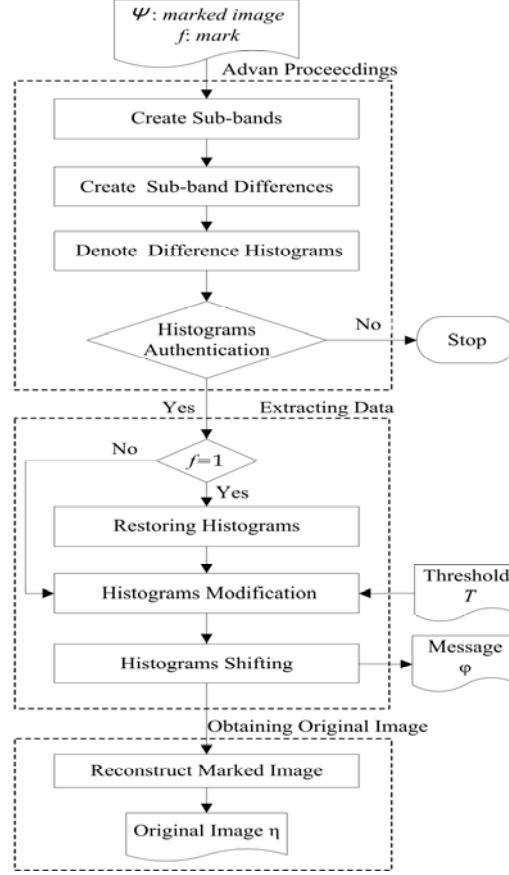 Ψ: marked image
f: mark
Advan Proceecdings
Create Sub-bands
Create Sub-band Differences
Denote Difference Histograms
Histograms
Authentication
No
Stop
Yes
Extracting Data
No
f=1
Yes
Restoring Histograms
Histograms Modification
Threshold
T
Histograms Shifting
Message
φ
Obtaining Original Image
Reconstruct Marked Image
Original Image η